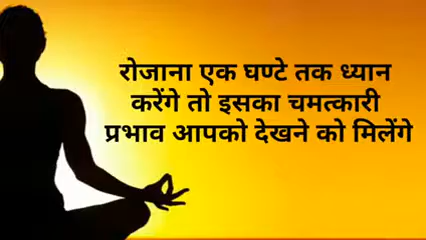 रोजाना एक घण्टे तक ध्यान
करेंगे तो इसका चमत्कारी
प्रभाव आपको देखने को मिलेंगे